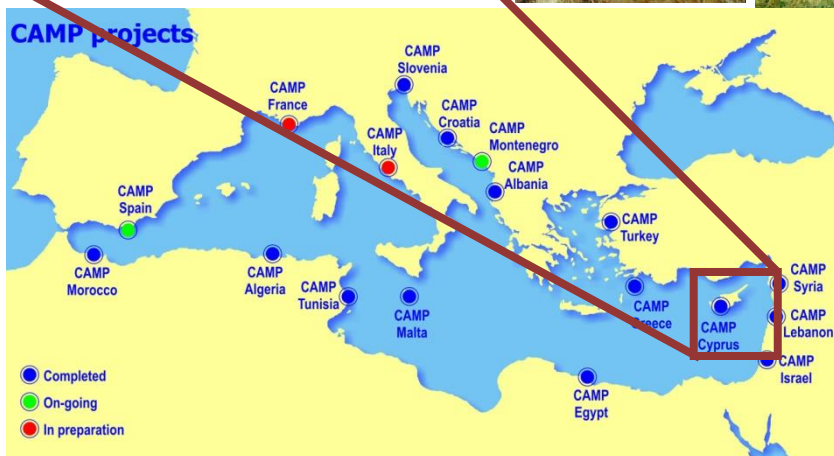 CAMP projects
CAMP
Slovenia
CAMP
France
CAMP
Croatia
CAMP
Montenegro
CAMP
Italy
CAMP
Albania
CAMP
Spain
CAMP
Turkey
CAMP
Morocco
CAMP
Algeria
CAMP
Tunisia
CAMP
Malta
CAMP
Greece
CAMP
Cyprus
CAMP
Syria
CAMP
Lebanon
CAMP
Israel
CAMP
Egypt
Completed
On-going
In preparation